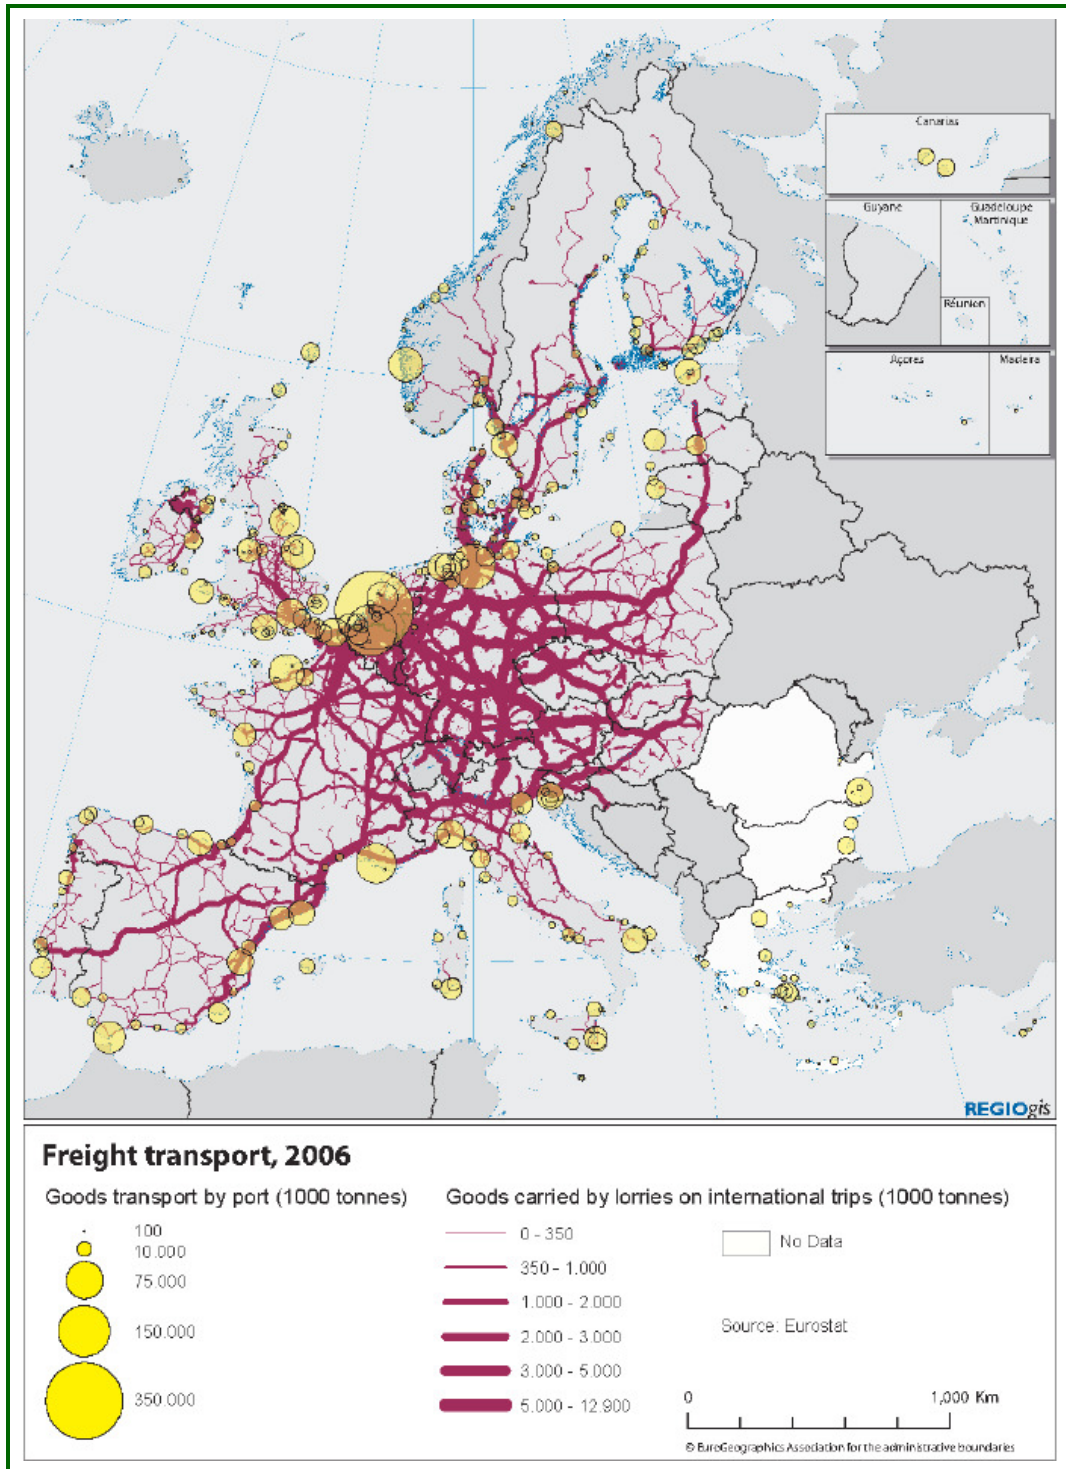 Canarias
Guyane
Guadeloupe
Martinique
Réunion
Açores
Madeira
REGIOgis
Freight transport, 2006
Goods transport by port (1000 tonnes)
100
10.000
75.000
150.000
350.000
Goods carried by lorries on international trips (1000 tonnes)
0 - 350
350 - 1.000
1.000 - 2.000
2.000 - 3.000
3.000 - 5.000
5.000 - 12.900
No Data
Source: Eurostat
0 1,000 Km
© EuroGeographics Association for the administrative boundaries